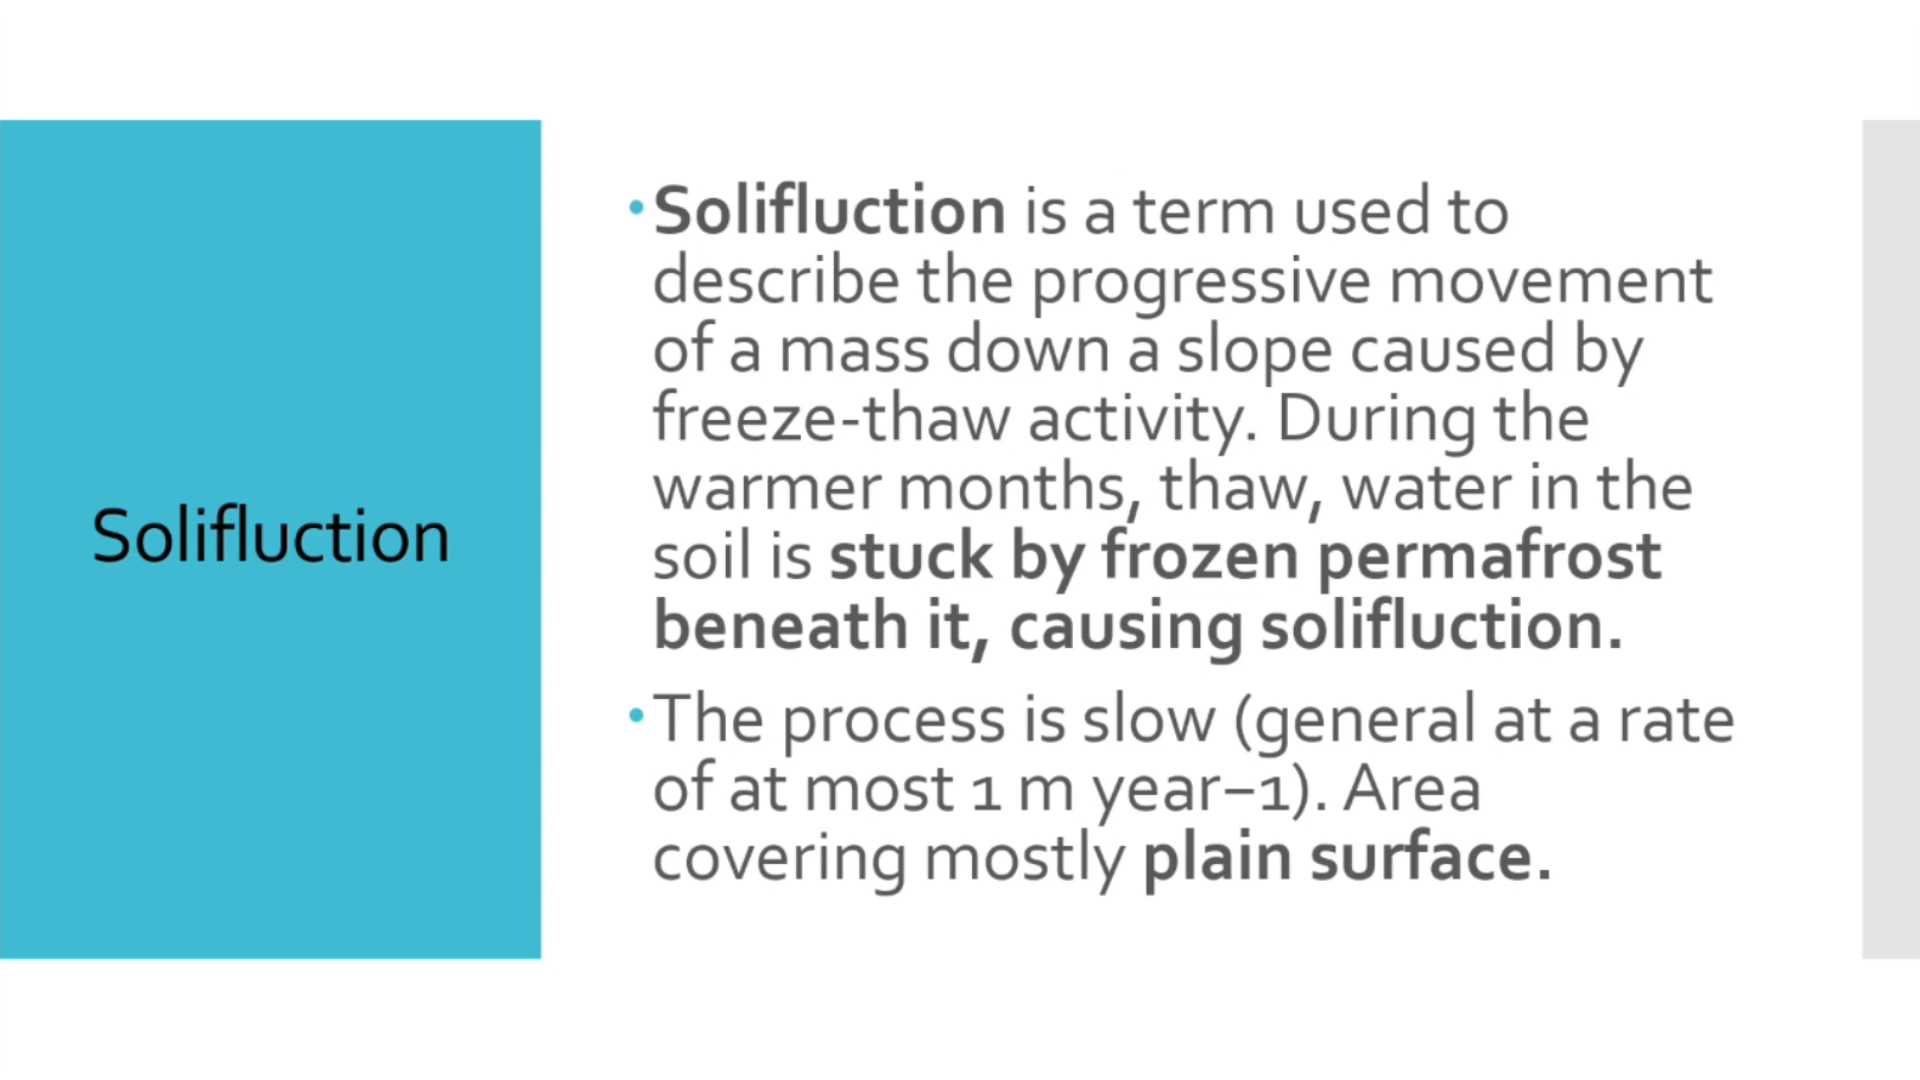 Solifluction
• Solifluction is a term used to
describe the progressive movement
of a mass down a slope caused by
freeze-thaw activity. During the
warmer months, thaw, water in the
soil is stuck by frozen permafrost
beneath it, causing solifluction.
• The process is slow (general at a rate
of at most 1 m year−1). Area
covering mostly plain surface.